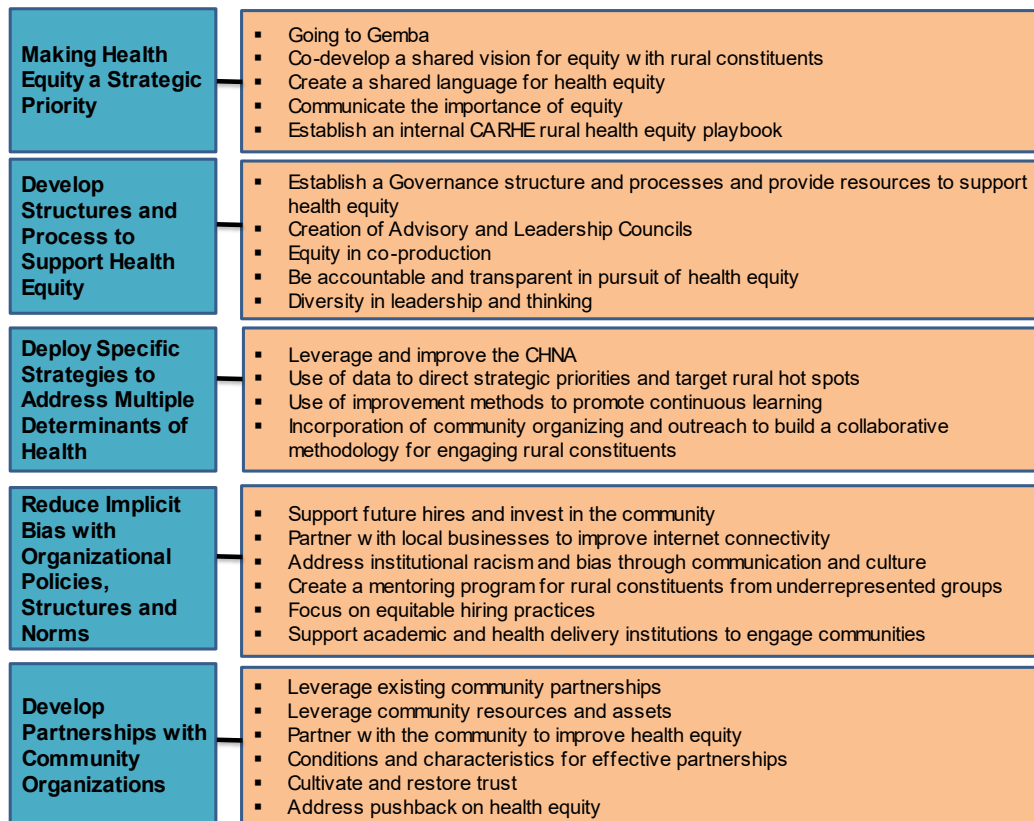 Making Health
Equity a Strategic
Priority
▪ Going to Gemba
▪ Co-develop a shared vision for equity with rural constituents
▪ Create a shared language for health equity
▪ Communicate the importance of equity
▪ Establish an internal CARHE rural health equity playbook
Develop
Structures and
Process to
Support Health
Equity
▪ Establish a Governance structure and processes and provide resources to support
health equity
▪ Creation of Advisory and Leadership Councils
▪ Equity in co-production
▪ Be accountable and transparent in pursuit of health equity
▪ Diversity in leadership and thinking
Deploy Specific
Strategies to
Address Multiple
Determinants of
Health
▪ Leverage and improve the CHNA
▪ Use of data to direct strategic priorities and target rural hot spots
▪ Use of improvement methods to promote continuous learning
▪ Incorporation of community organizing and outreach to build a collaborative
methodology for engaging rural constituents
Reduce Implicit
Bias with
Organizational
Policies,
Structures and
Norms
▪ Support future hires and invest in the community
▪ Partner with local businesses to improve internet connectivity
▪ Address institutional racism and bias through communication and culture
▪ Create a mentoring program for rural constituents from underrepresented groups
▪ Focus on equitable hiring practices
▪ Support academic and health delivery institutions to engage communities
Develop
Partnerships with
Community
Organizations
▪ Leverage existing community partnerships
▪ Leverage community resources and assets
▪ Partner with the community to improve health equity
▪ Conditions and characteristics for effective partnerships
▪ Cultivate and restore trust
▪ Address pushback on health equity